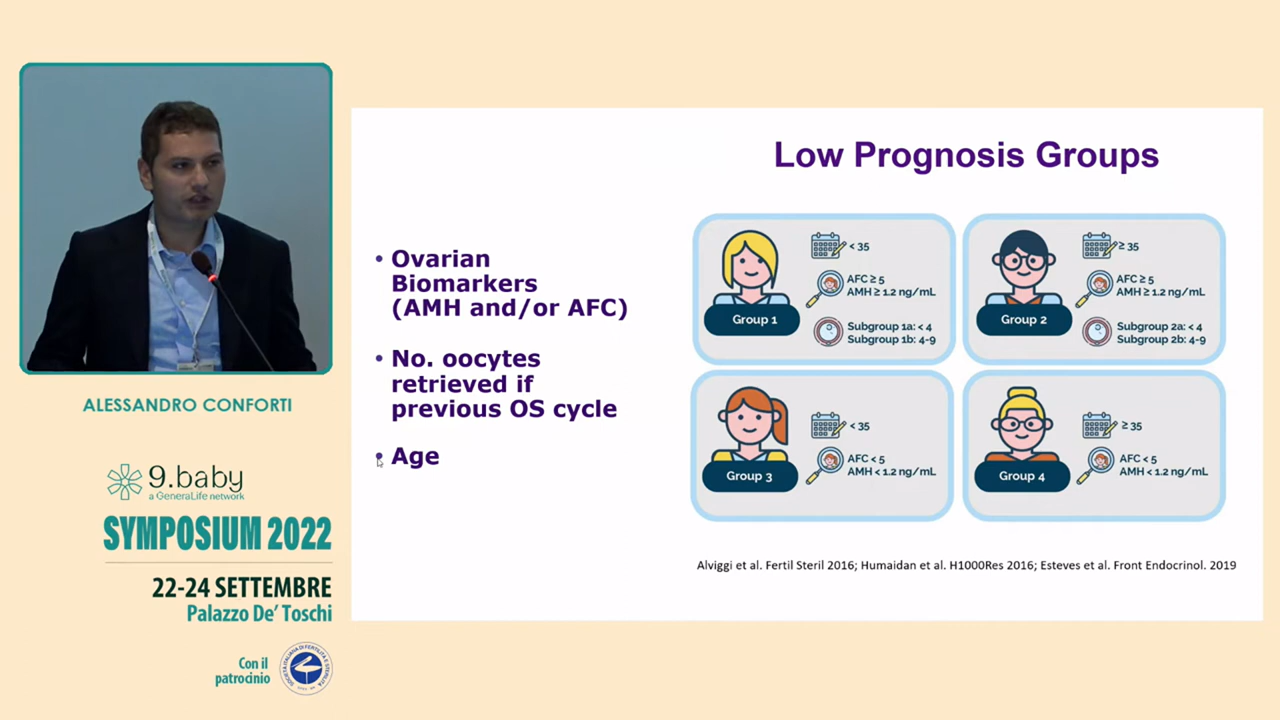 ALESSANDRO CONFORTI
9.baby
a GeneraLife network
SYMPOSIUM 2022
22-24 SETTEMBRE
Palazzo De' Toschi
Con il
patrocinio
Low Prognosis Groups
• Ovarian
Biomarkers
(AMH and/or AFC)
• No. oocytes
retrieved if
previous OS cycle
• Age
Group 1
< 35
AFC ≥ 5
AMH ≥ 1.2 ng/mL
Subgroup 1a: < 4
Subgroup 1b: 4-9
Group 2
≥ 35
AFC ≥ 5
AMH ≥ 1.2 ng/mL
Subgroup 2a: < 4
Subgroup 2b: 4-9
Group 3
< 35
AFC < 5
AMH < 1.2 ng/mL
Group 4
≥ 35
AFC < 5
AMH < 1.2 ng/mL
Alviggi et al. Fertil Steril 2016; Humaidan et al. H1000Res 2016; Esteves et al. Front Endocrinol. 2019